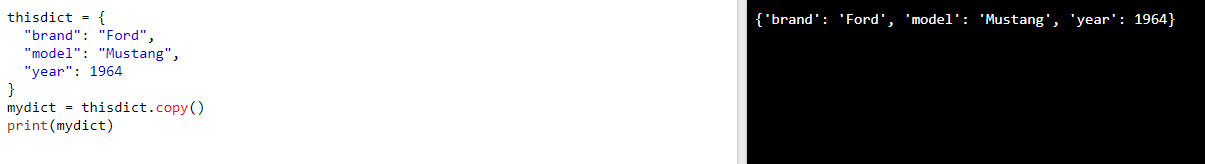 thisdict = {
  "brand": "Ford",
  "model": "Mustang",
  "year": 1964
}
mydict = thisdict.copy()
print(mydict)
{'brand': 'Ford', 'model': 'Mustang', 'year': 1964}